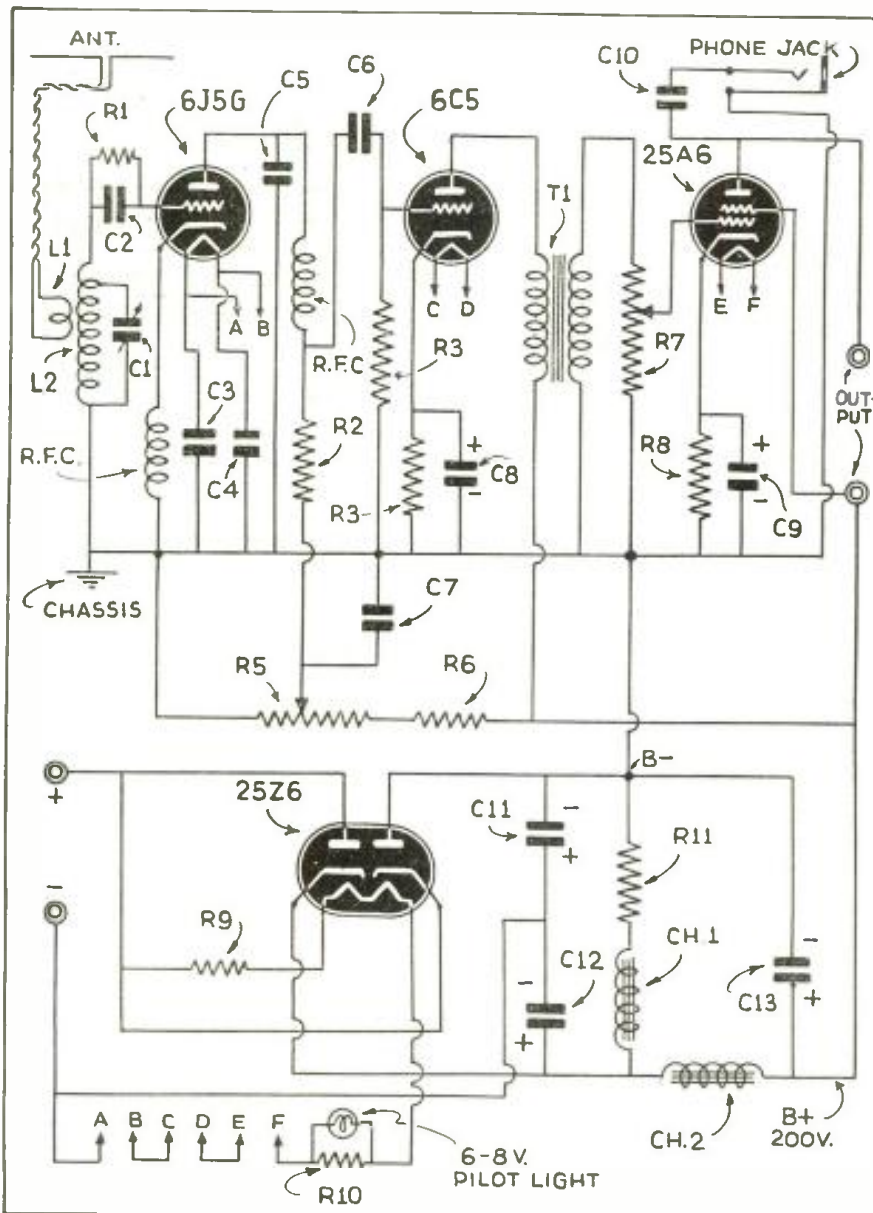 ANT.
R1
6J5G
C5
C6
6C5
C10
PHONE JACK
25A6
T1
C2
L1
L2
C1
A
B
C
D
E
F
R.F.C
R3
R7
OUT-
PUT
C3
R2
C4
R.F.C.
R3
+
C8
-
R8
+
C9
-
CHASSIS
C7
R5
R6
+
25Z6
B-
C11
-
+
R11
-
R9
C12
-
+
CH.1
-
C13
+
A
B
C
D
E
F
CH.2
B+
200V.
6-8 V.
PILOT LIGHT
R10